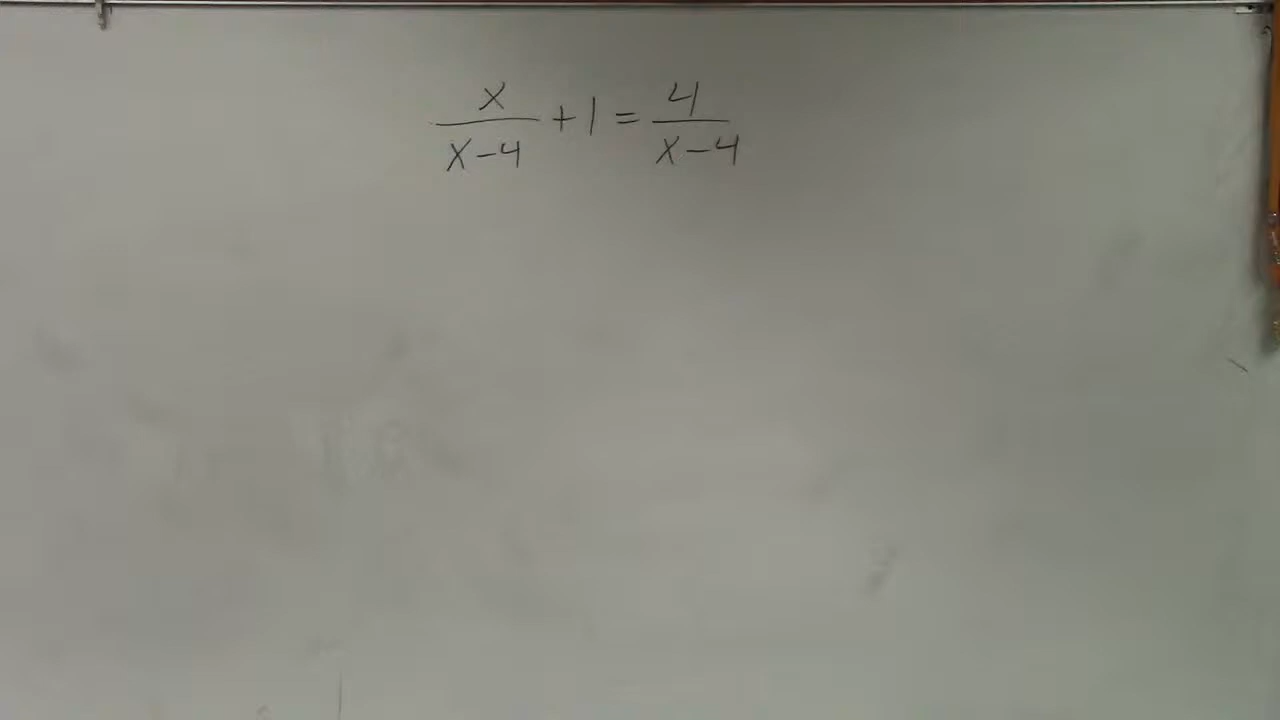 x/(x-4) + 1 = 4/(x-4)